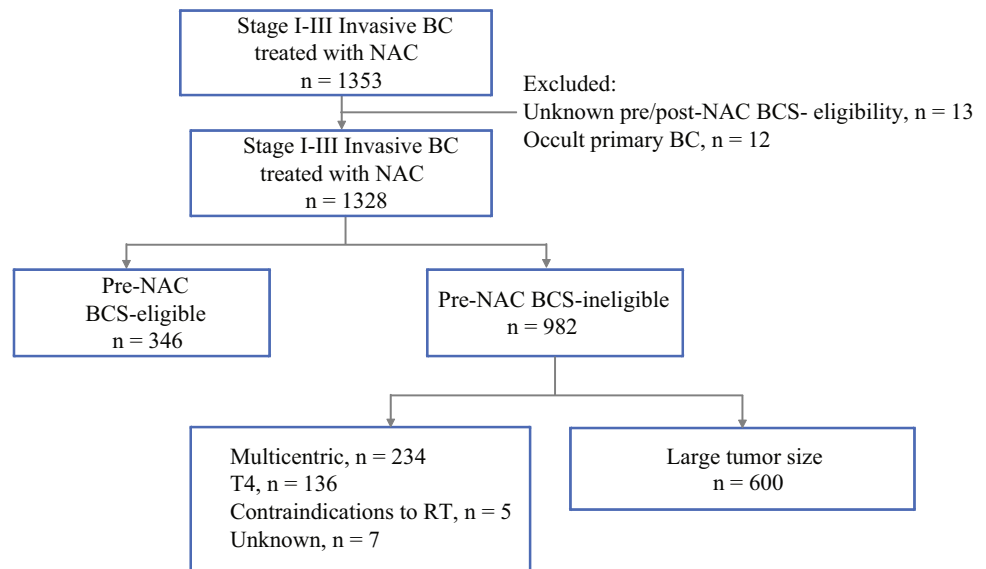 Stage I-III Invasive BC
treated with NAC
n = 1353
Excluded:
Unknown pre/post-NAC BCS- eligibility, n = 13
Occult primary BC, n = 12
Stage I-III Invasive BC
treated with NAC
n = 1328
Pre-NAC
BCS-eligible
n = 346
Pre-NAC BCS-ineligible
n = 982
Multicentric, n = 234
T4, n = 136
Contraindications to RT, n = 5
Unknown, n = 7
Large tumor size
n = 600